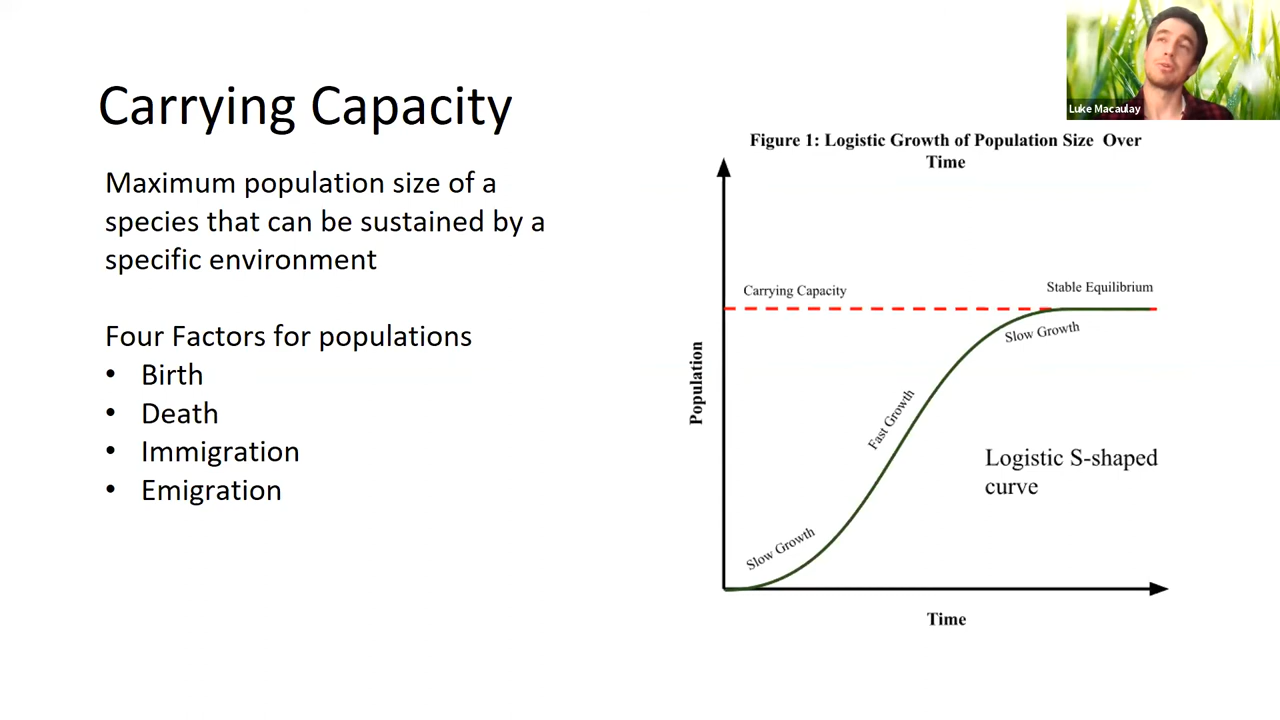 Carrying Capacity
Maximum population size of a
species that can be sustained by a
specific environment
Four Factors for populations
• Birth
• Death
• Immigration
• Emigration
Luke Macaulay
Figure 1: Logistic Growth of Population Size Over
Time
Carrying Capacity
Stable Equilibrium
Slow Growth
Fast Growth
Population
Logistic S-shaped
curve
Slow Growth
Time